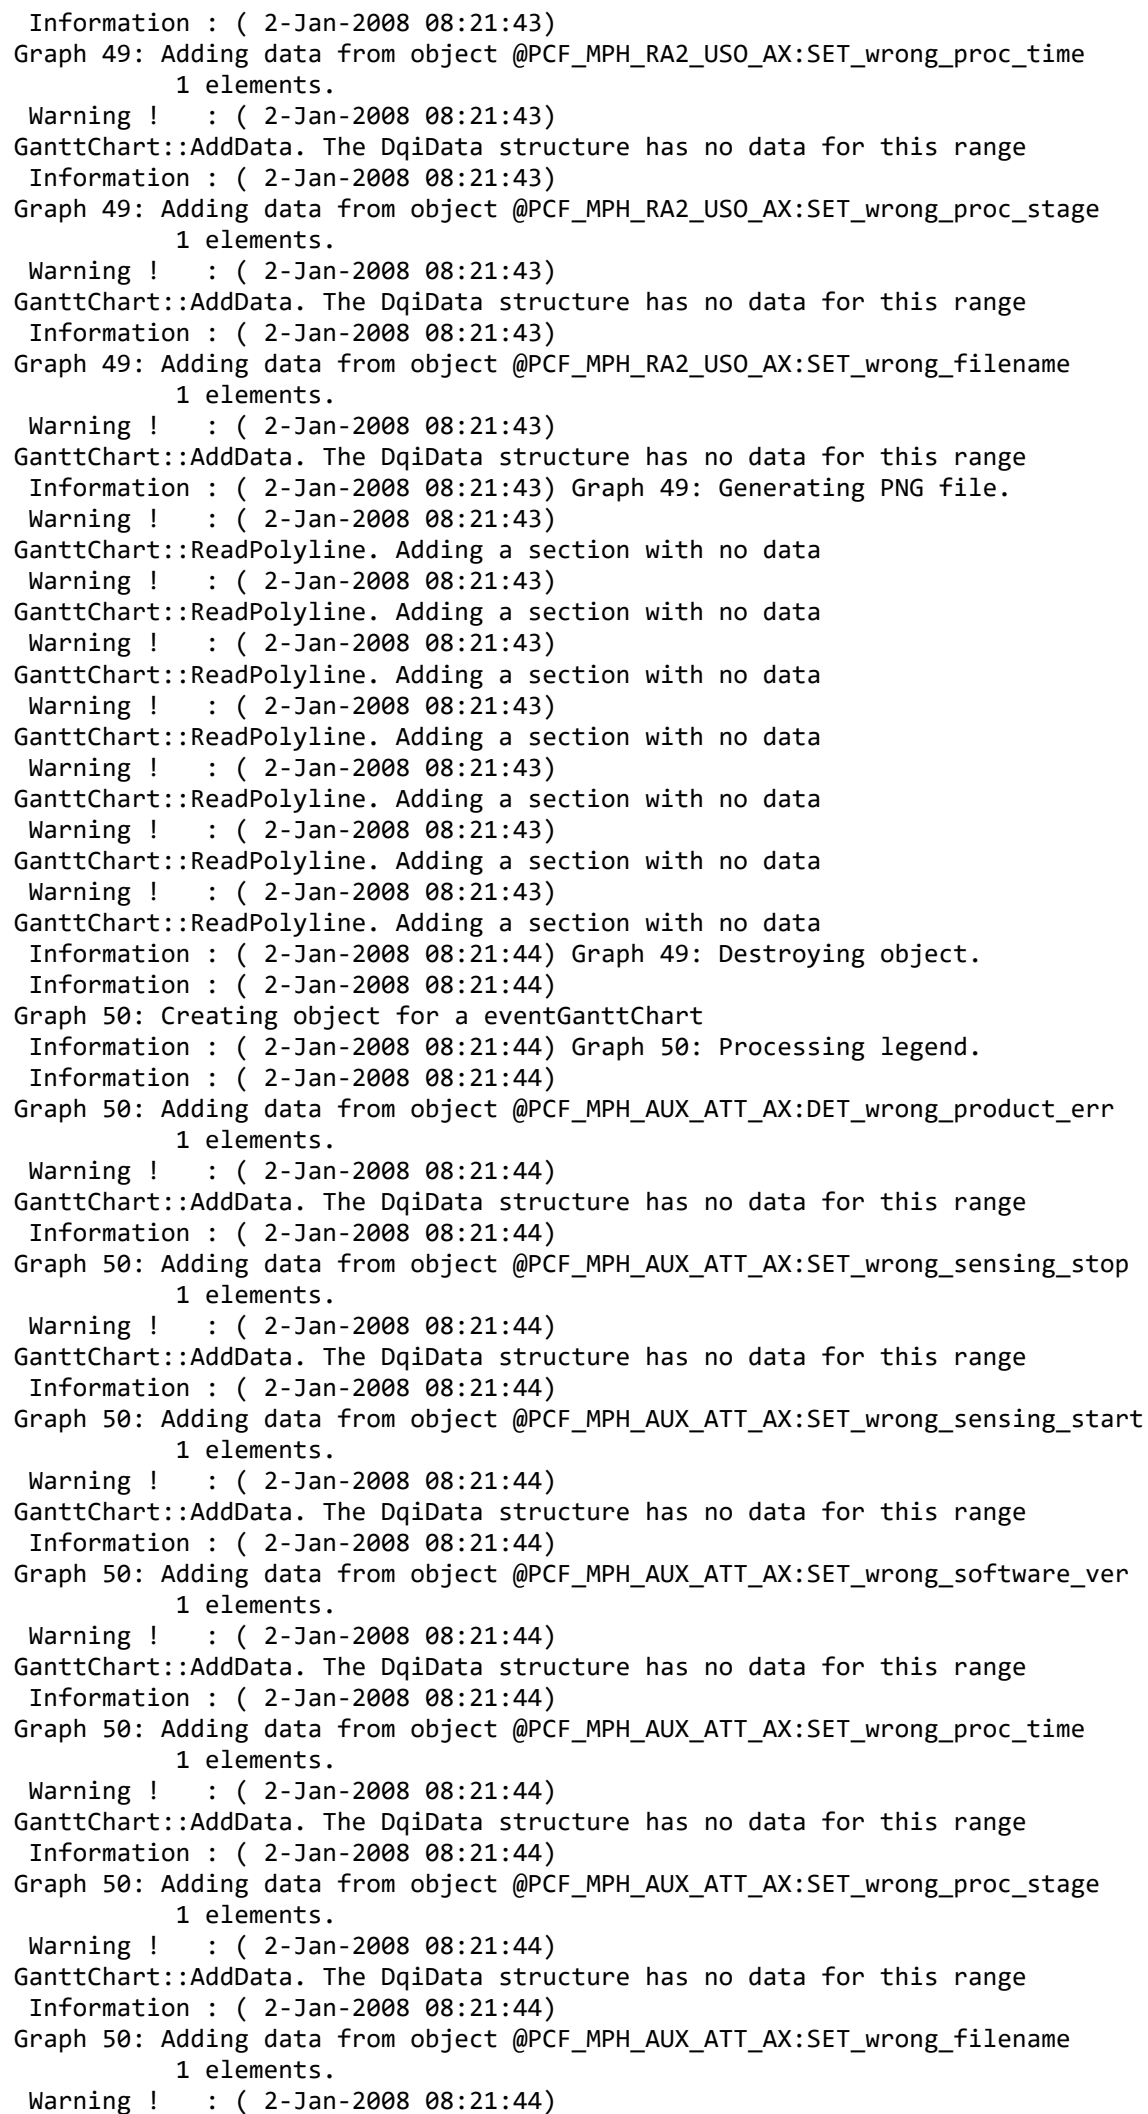 Information : ( 2-Jan-2008 08:21:43)
Graph 49: Adding data from object @PCF_MPH_RA2_USO_AX:SET_wrong_proc_time
           1 elements.
 Warning !   : ( 2-Jan-2008 08:21:43)
GanttChart::AddData. The DqiData structure has no data for this range
 Information : ( 2-Jan-2008 08:21:43)
Graph 49: Adding data from object @PCF_MPH_RA2_USO_AX:SET_wrong_proc_stage
           1 elements.
 Warning !   : ( 2-Jan-2008 08:21:43)
GanttChart::AddData. The DqiData structure has no data for this range
 Information : ( 2-Jan-2008 08:21:43)
Graph 49: Adding data from object @PCF_MPH_RA2_USO_AX:SET_wrong_filename
           1 elements.
 Warning !   : ( 2-Jan-2008 08:21:43)
GanttChart::AddData. The DqiData structure has no data for this range
 Information : ( 2-Jan-2008 08:21:43) Graph 49: Generating PNG file.
 Warning !   : ( 2-Jan-2008 08:21:43)
GanttChart::ReadPolyline. Adding a section with no data
 Warning !   : ( 2-Jan-2008 08:21:43)
GanttChart::ReadPolyline. Adding a section with no data
 Warning !   : ( 2-Jan-2008 08:21:43)
GanttChart::ReadPolyline. Adding a section with no data
 Warning !   : ( 2-Jan-2008 08:21:43)
GanttChart::ReadPolyline. Adding a section with no data
 Warning !   : ( 2-Jan-2008 08:21:43)
GanttChart::ReadPolyline. Adding a section with no data
 Warning !   : ( 2-Jan-2008 08:21:43)
GanttChart::ReadPolyline. Adding a section with no data
 Warning !   : ( 2-Jan-2008 08:21:43)
GanttChart::ReadPolyline. Adding a section with no data
 Information : ( 2-Jan-2008 08:21:44) Graph 49: Destroying object.
 Information : ( 2-Jan-2008 08:21:44)
Graph 50: Creating object for a eventGanttChart
 Information : ( 2-Jan-2008 08:21:44) Graph 50: Processing legend.
 Information : ( 2-Jan-2008 08:21:44)
Graph 50: Adding data from object @PCF_MPH_AUX_ATT_AX:DET_wrong_product_err
           1 elements.
 Warning !   : ( 2-Jan-2008 08:21:44)
GanttChart::AddData. The DqiData structure has no data for this range
 Information : ( 2-Jan-2008 08:21:44)
Graph 50: Adding data from object @PCF_MPH_AUX_ATT_AX:SET_wrong_sensing_stop
           1 elements.
 Warning !   : ( 2-Jan-2008 08:21:44)
GanttChart::AddData. The DqiData structure has no data for this range
 Information : ( 2-Jan-2008 08:21:44)
Graph 50: Adding data from object @PCF_MPH_AUX_ATT_AX:SET_wrong_sensing_start
           1 elements.
 Warning !   : ( 2-Jan-2008 08:21:44)
GanttChart::AddData. The DqiData structure has no data for this range
 Information : ( 2-Jan-2008 08:21:44)
Graph 50: Adding data from object @PCF_MPH_AUX_ATT_AX:SET_wrong_software_ver
           1 elements.
 Warning !   : ( 2-Jan-2008 08:21:44)
GanttChart::AddData. The DqiData structure has no data for this range
 Information : ( 2-Jan-2008 08:21:44)
Graph 50: Adding data from object @PCF_MPH_AUX_ATT_AX:SET_wrong_proc_time
           1 elements.
 Warning !   : ( 2-Jan-2008 08:21:44)
GanttChart::AddData. The DqiData structure has no data for this range
 Information : ( 2-Jan-2008 08:21:44)
Graph 50: Adding data from object @PCF_MPH_AUX_ATT_AX:SET_wrong_proc_stage
           1 elements.
 Warning !   : ( 2-Jan-2008 08:21:44)
GanttChart::AddData. The DqiData structure has no data for this range
 Information : ( 2-Jan-2008 08:21:44)
Graph 50: Adding data from object @PCF_MPH_AUX_ATT_AX:SET_wrong_filename
           1 elements.
 Warning !   : ( 2-Jan-2008 08:21:44)